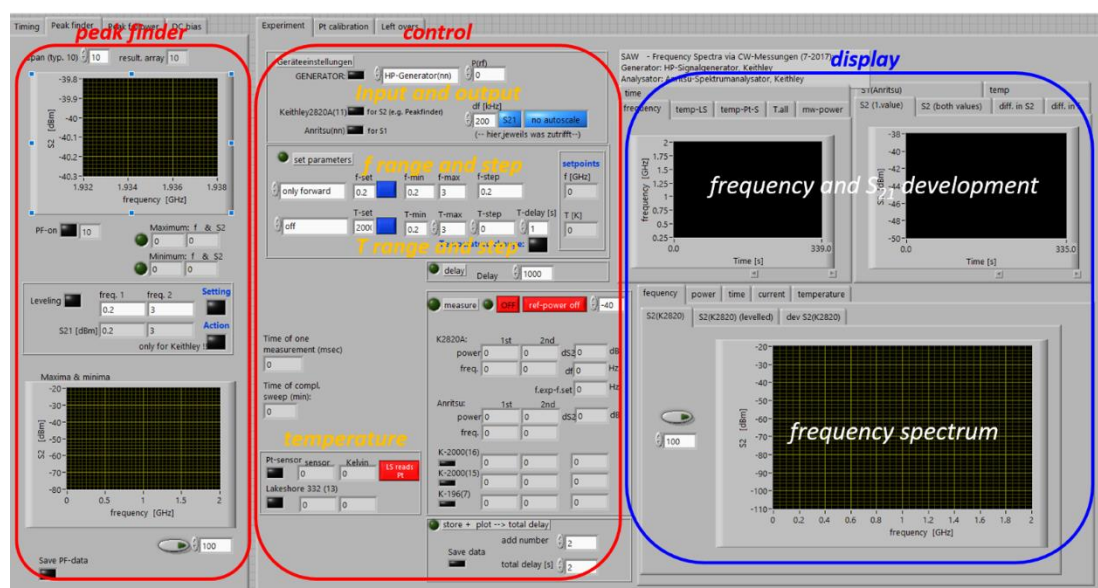 Timing Peak finder Peak follower DC bias
peak finder
span (typ. 10) 10 result. array 10
-39.8
-39.9
-40
-40.1
-40.2
-40.3
S2 [dBm]
1.932 1.934 1.936 1.938
frequency [GHz]
PF-on 10
Maximum: f & S2
0 0
Minimum: f & S2
0 0
Leveling freq. 1 freq. 2 Setting
0.2 3
S21 [dBm] 0.2 3 Action
only for Keithley !!
Maxima & minima
-20
-30
-40
-50
-60
-70
-80
S2 [dBm]
0 0.5 1 1.5 2
frequency [GHz]
100
Save PF-data
Experiment Pt calibration Left overs
control
Geräteeinstellungen
GENERATOR: HP-Generator(nn) P(rf) 0
Input and output
Keithley2820A(11) for S2 (e.g. Peakfinder) df [kHz] 200 S21 no autoscale
Anritsu(nn) for S1 (-- hier jeweils was zutrifft--)
set parameters
f range and step
setpoints
f-set f-min f-max f-step f [GHz]
only forward 0.2 0.2 3 0.2 0
T-set T-min T-max T-step T-delay [s] T [K]
off 200 0.2 3 0 1 0
T range and step
delay Delay 1000
measure OFF ref-power off -40
Time of one
measurement (msec)
0
Time of compl.
sweep (min):
0
K2820A: 1st 2nd
power 0 0 dS2 0 dB
freq. 0 0 df 0 Hz
f.exp-f.set 0 Hz
Anritsu: 1st 2nd
power 0 0 dS2 0 dB
freq. 0 0
temperature
Pt-sensor sensor Kelvin
0 0 LS reads
Pt
Lakeshore 332 (13)
0 0
K-2000(16)
0 0 0
K-2000(15)
0 0 0
K-196(7)
0 0 0
store + plot --> total delay
add number 2
Save data
total delay [s] 2
SAW - Frequency Spectra via CW-Messungen (7-2017)
Generator: HP-Signalgenerator, Keithley
Analysator: Anritsu-Spektrumanalysator, Keithley
display
time
frequency temp-LS temp-Pt-S T.all mw-power
2
1.75
1.5
1.25
1
0.75
0.5
0.25
frequency [GHz]
0.0 339.0
Time [s]
S1(Anritsu) temp
S2 (1.value) S2 (both values) diff. in S2 diff. in
-38
-40
-42
-44
-46
-48
-50
S2 [dBm]
0.0 335.0
Time [s]
frequency and S21 development
fequency power time current temperature
S2(K2820) S2(K2820) (levelled) dev S2(K2820)
100
-20
-30
-40
-50
-60
-70
-80
-90
-100
-110
S2 [dBm]
frequency spectrum
0 0.2 0.4 0.6 0.8 1 1.2 1.4 1.6 1.8 2
frequency [GHz]